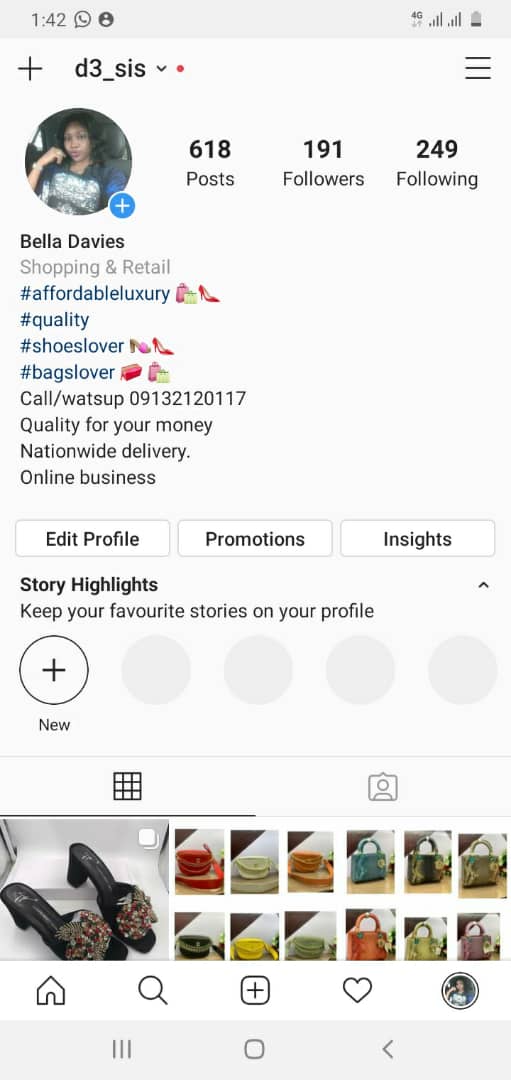 1:42
4G
d3_sis
618 191 249
Posts Followers Following
Bella Davies
Shopping & Retail
#affordableluxury 🛍️👠
#quality
#shoeslover 👡👠
#bagslover 👝🛍️
Call/watsup 09132120117
Quality for your money
Nationwide delivery.
Online business
Edit Profile Promotions Insights
Story Highlights
Keep your favourite stories on your profile
New